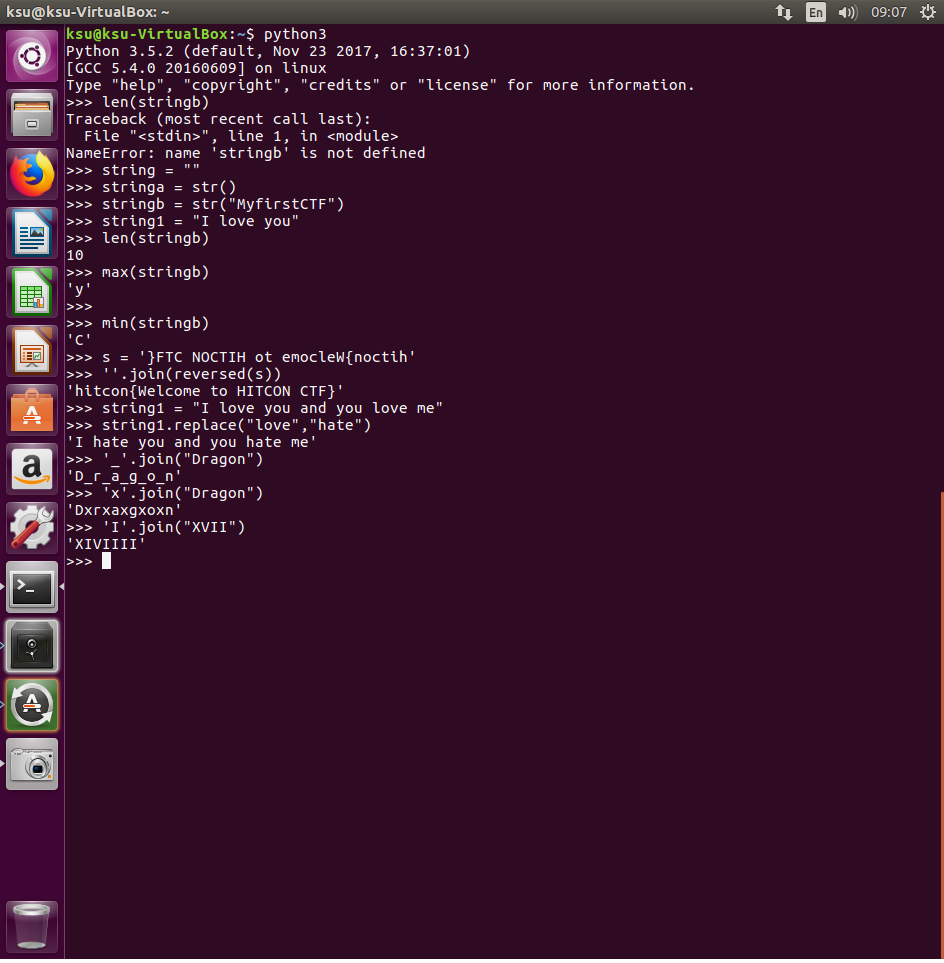 ksu@ksu-VirtualBox: ~
En
09:07
ksu@ksu-VirtualBox:~$ python3
Python 3.5.2 (default, Nov 23 2017, 16:37:01)
[GCC 5.4.0 20160609] on linux
Type "help", "copyright", "credits" or "license" for more information.
>>> len(stringb)
Traceback (most recent call last):
  File "<stdin>", line 1, in <module>
NameError: name 'stringb' is not defined
>>> string = ""
>>> stringa = str()
>>> stringb = str("MyfirstCTF")
>>> string1 = "I love you"
>>> len(stringb)
10
>>> max(stringb)
'y'
>>>
>>> min(stringb)
'C'
>>> s = '}FTC NOCTIH ot emocleW{noctih'
>>> ''.join(reversed(s))
'hitcon{Welcome to HITCON CTF}'
>>> string1 = "I love you and you love me"
>>> string1.replace("love","hate")
'I hate you and you hate me'
>>> '_'.join("Dragon")
'D_r_a_g_o_n'
>>> 'x'.join("Dragon")
'Dxrxaxgxoxn'
>>> 'I'.join("XVII")
'XIVIIII'
>>>